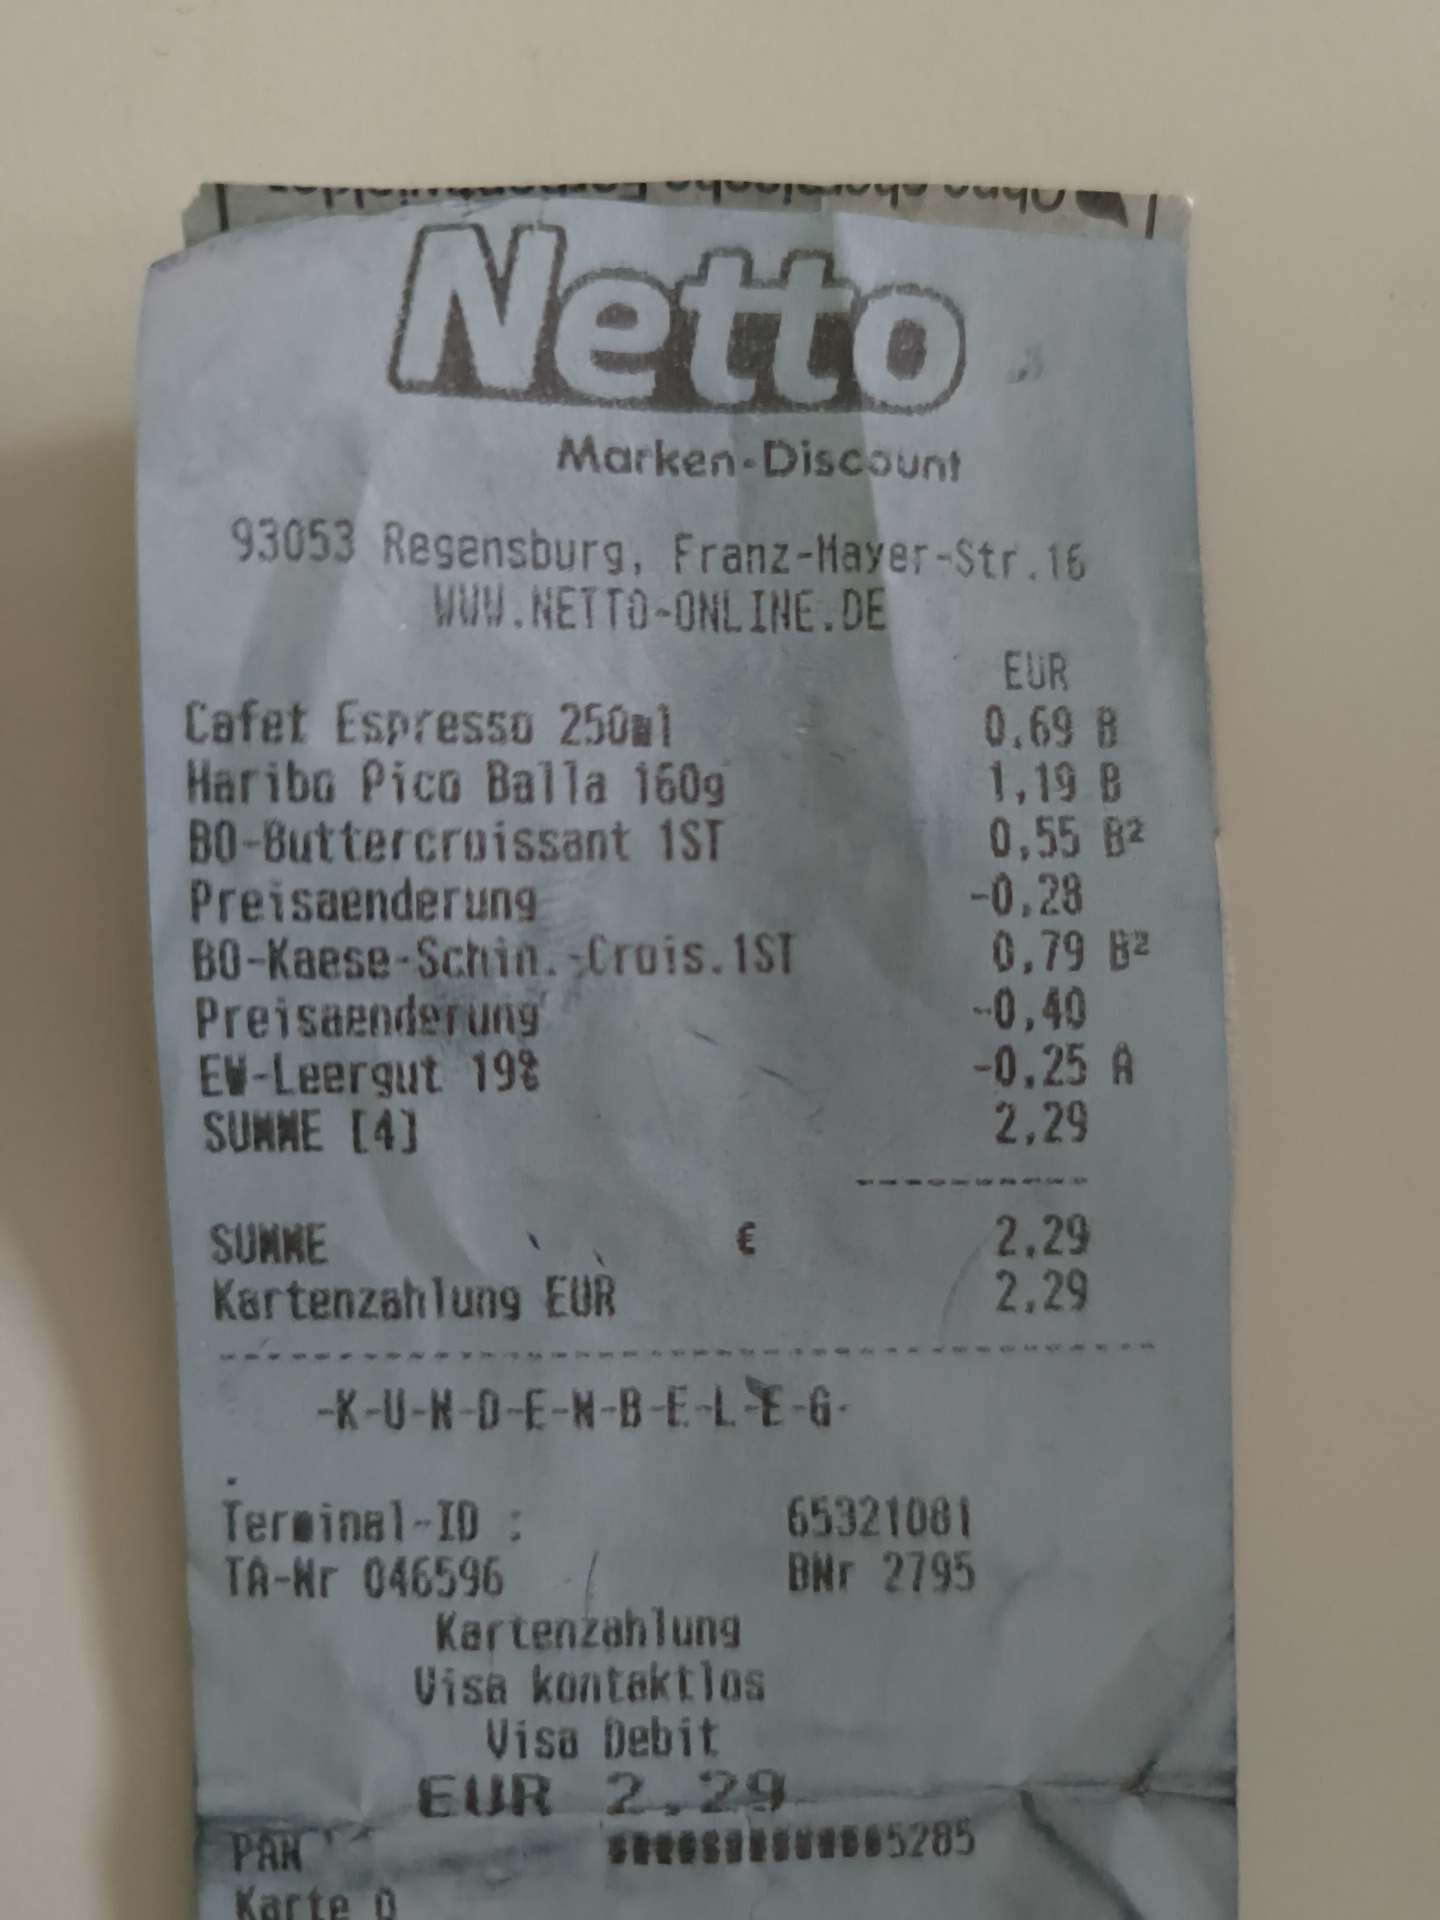 Ohne chemische Farbentwickler
Netto
Marken-Discount
93053 Regensburg, Franz-Mayer-Str.16
WWW.NETTO-ONLINE.DE
EUR
Cafet Espresso 250ml 0,69 B
Haribo Pico Balla 160g 1,19 B
BO-Buttercroissant 1ST 0,55 B²
Preisaenderung -0,28
BO-Kaese-Schin.-Crois.1ST 0,79 B²
Preisaenderung -0,40
EW-Leergut 19% -0,25 A
SUMME [4] 2,29
----------
SUMME € 2,29
Kartenzahlung EUR 2,29
----------------------------------------
-K-U-N-D-E-N-B-E-L-E-G-
.
Terminal-ID : 65321081
TA-Nr 046596 BNr 2795
Kartenzahlung
Visa kontaktlos
Visa Debit
EUR 2,29
PAN ############5285
Karte 0